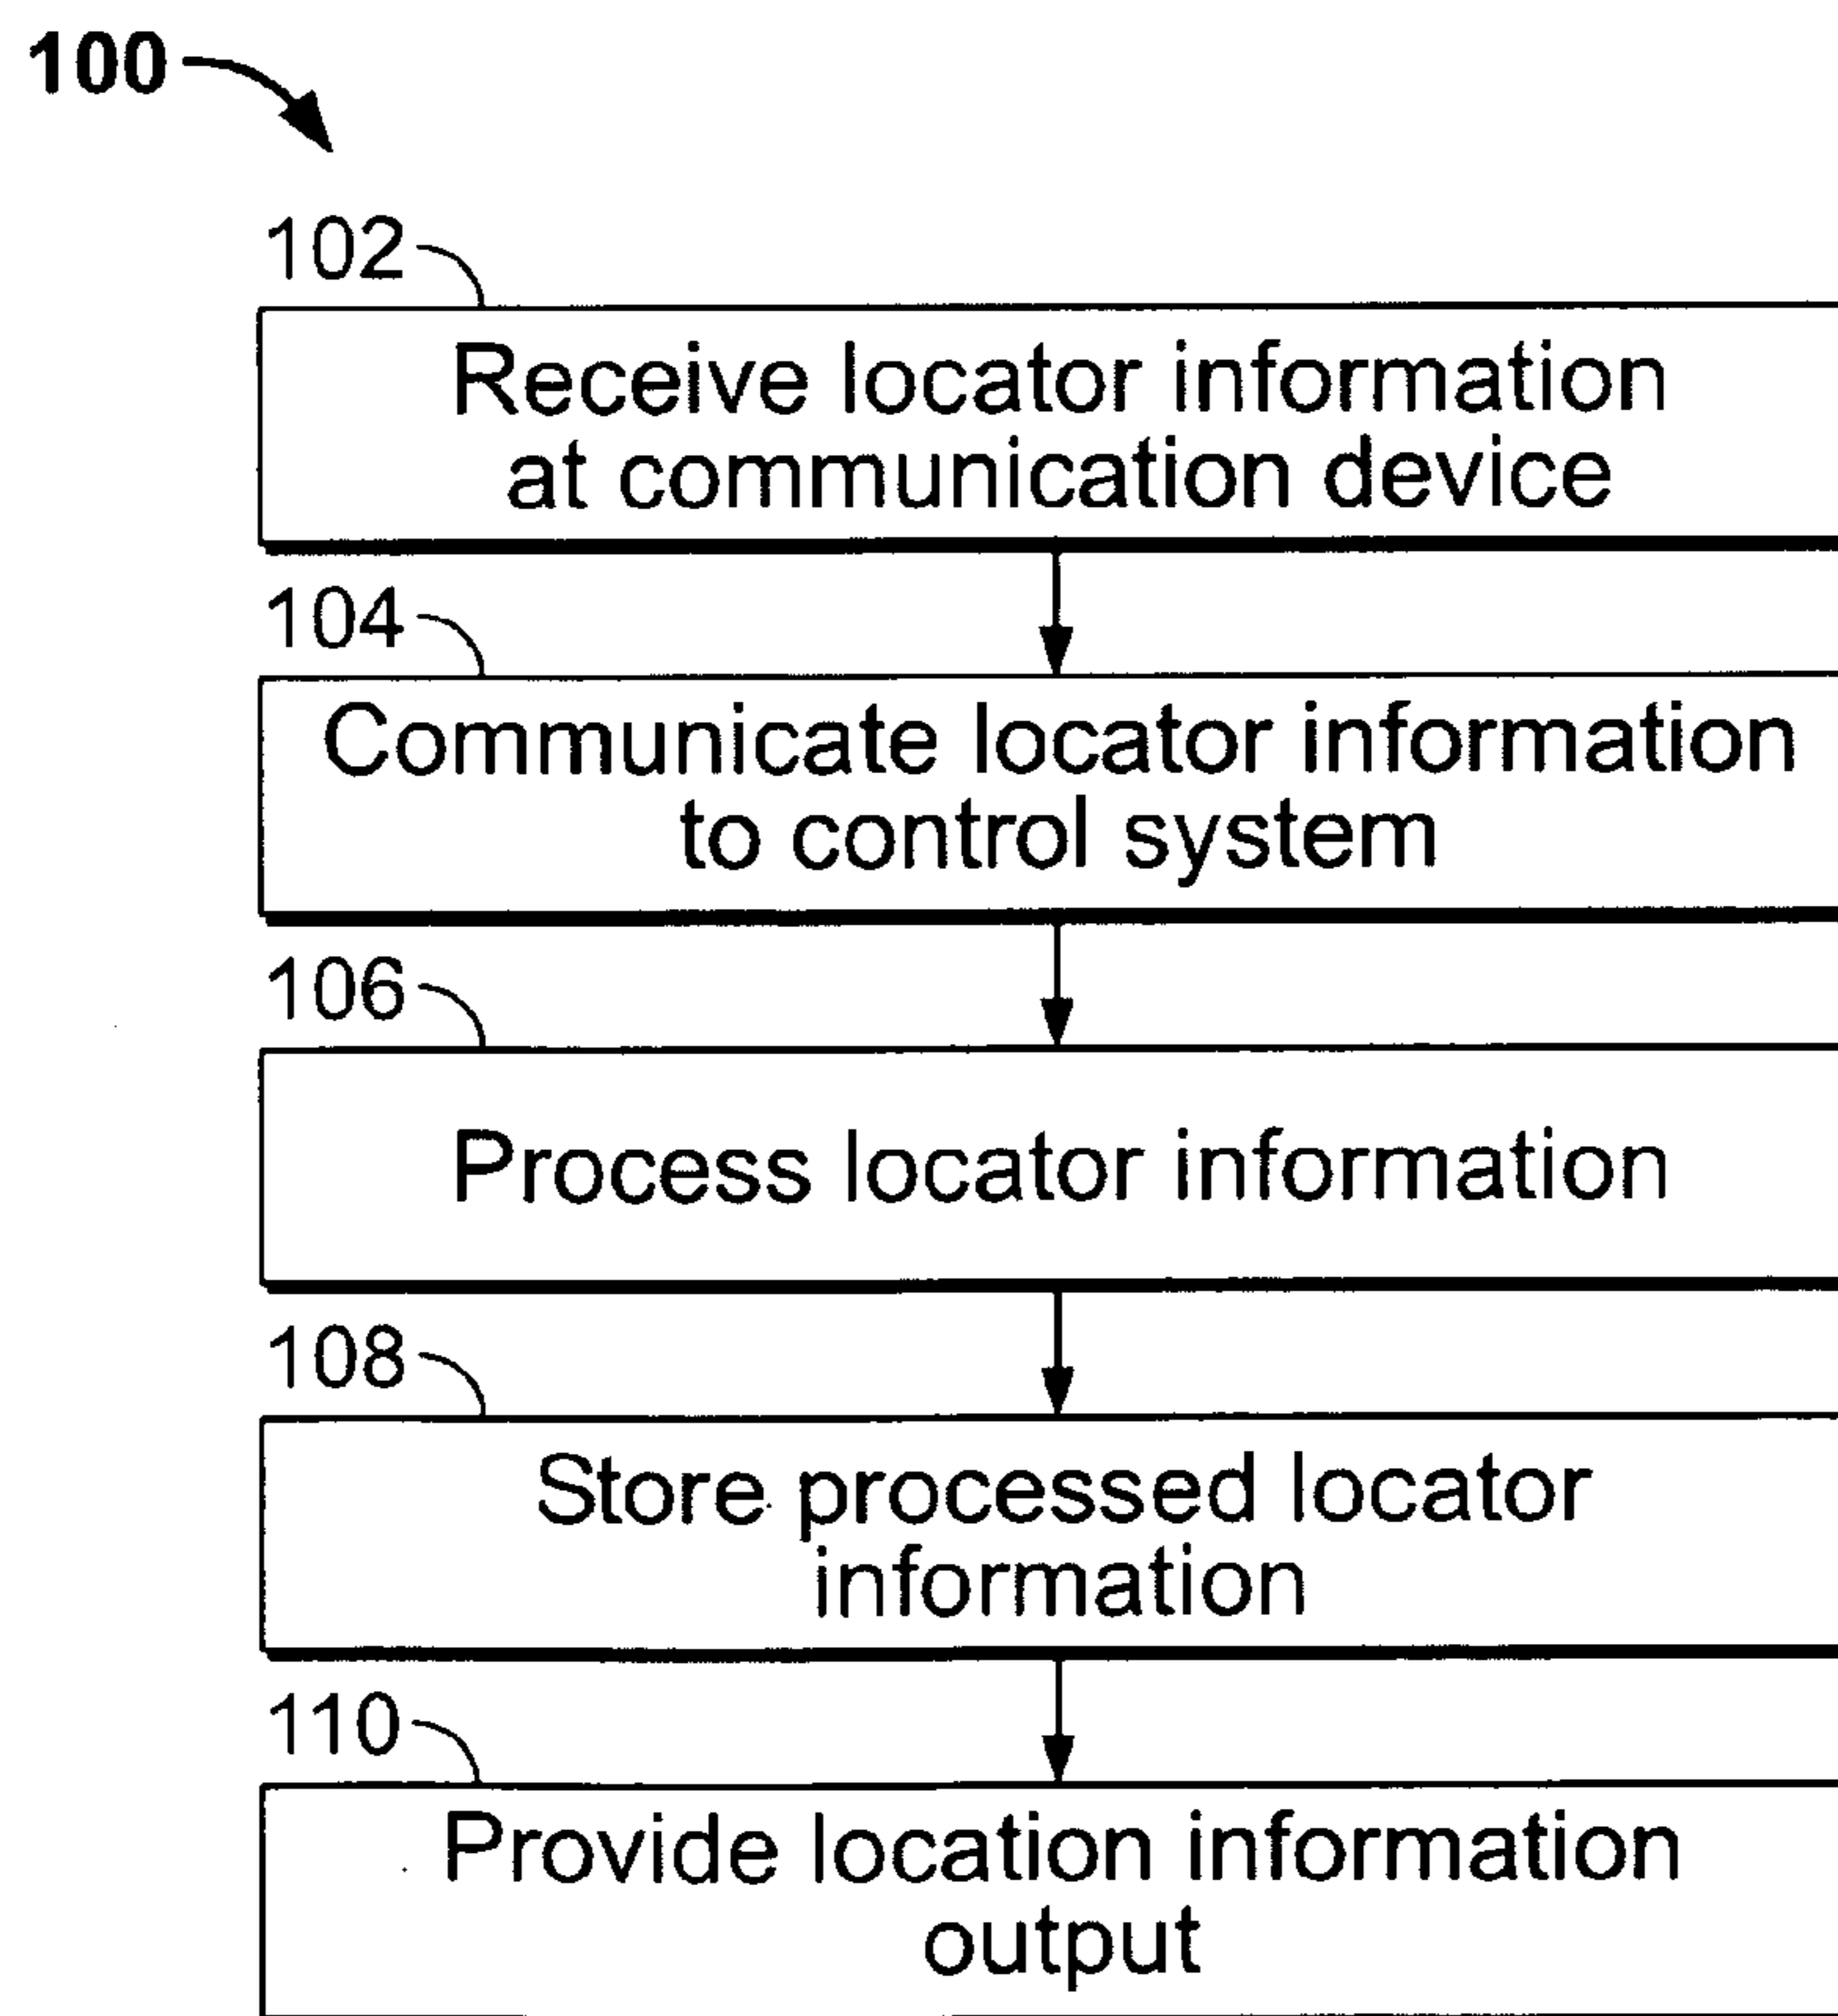 100
102
Receive locator information
at communication device
104
Communicate locator information
to control system
106
Process locator information
108
Store processed locator
information
110
Provide location information
output